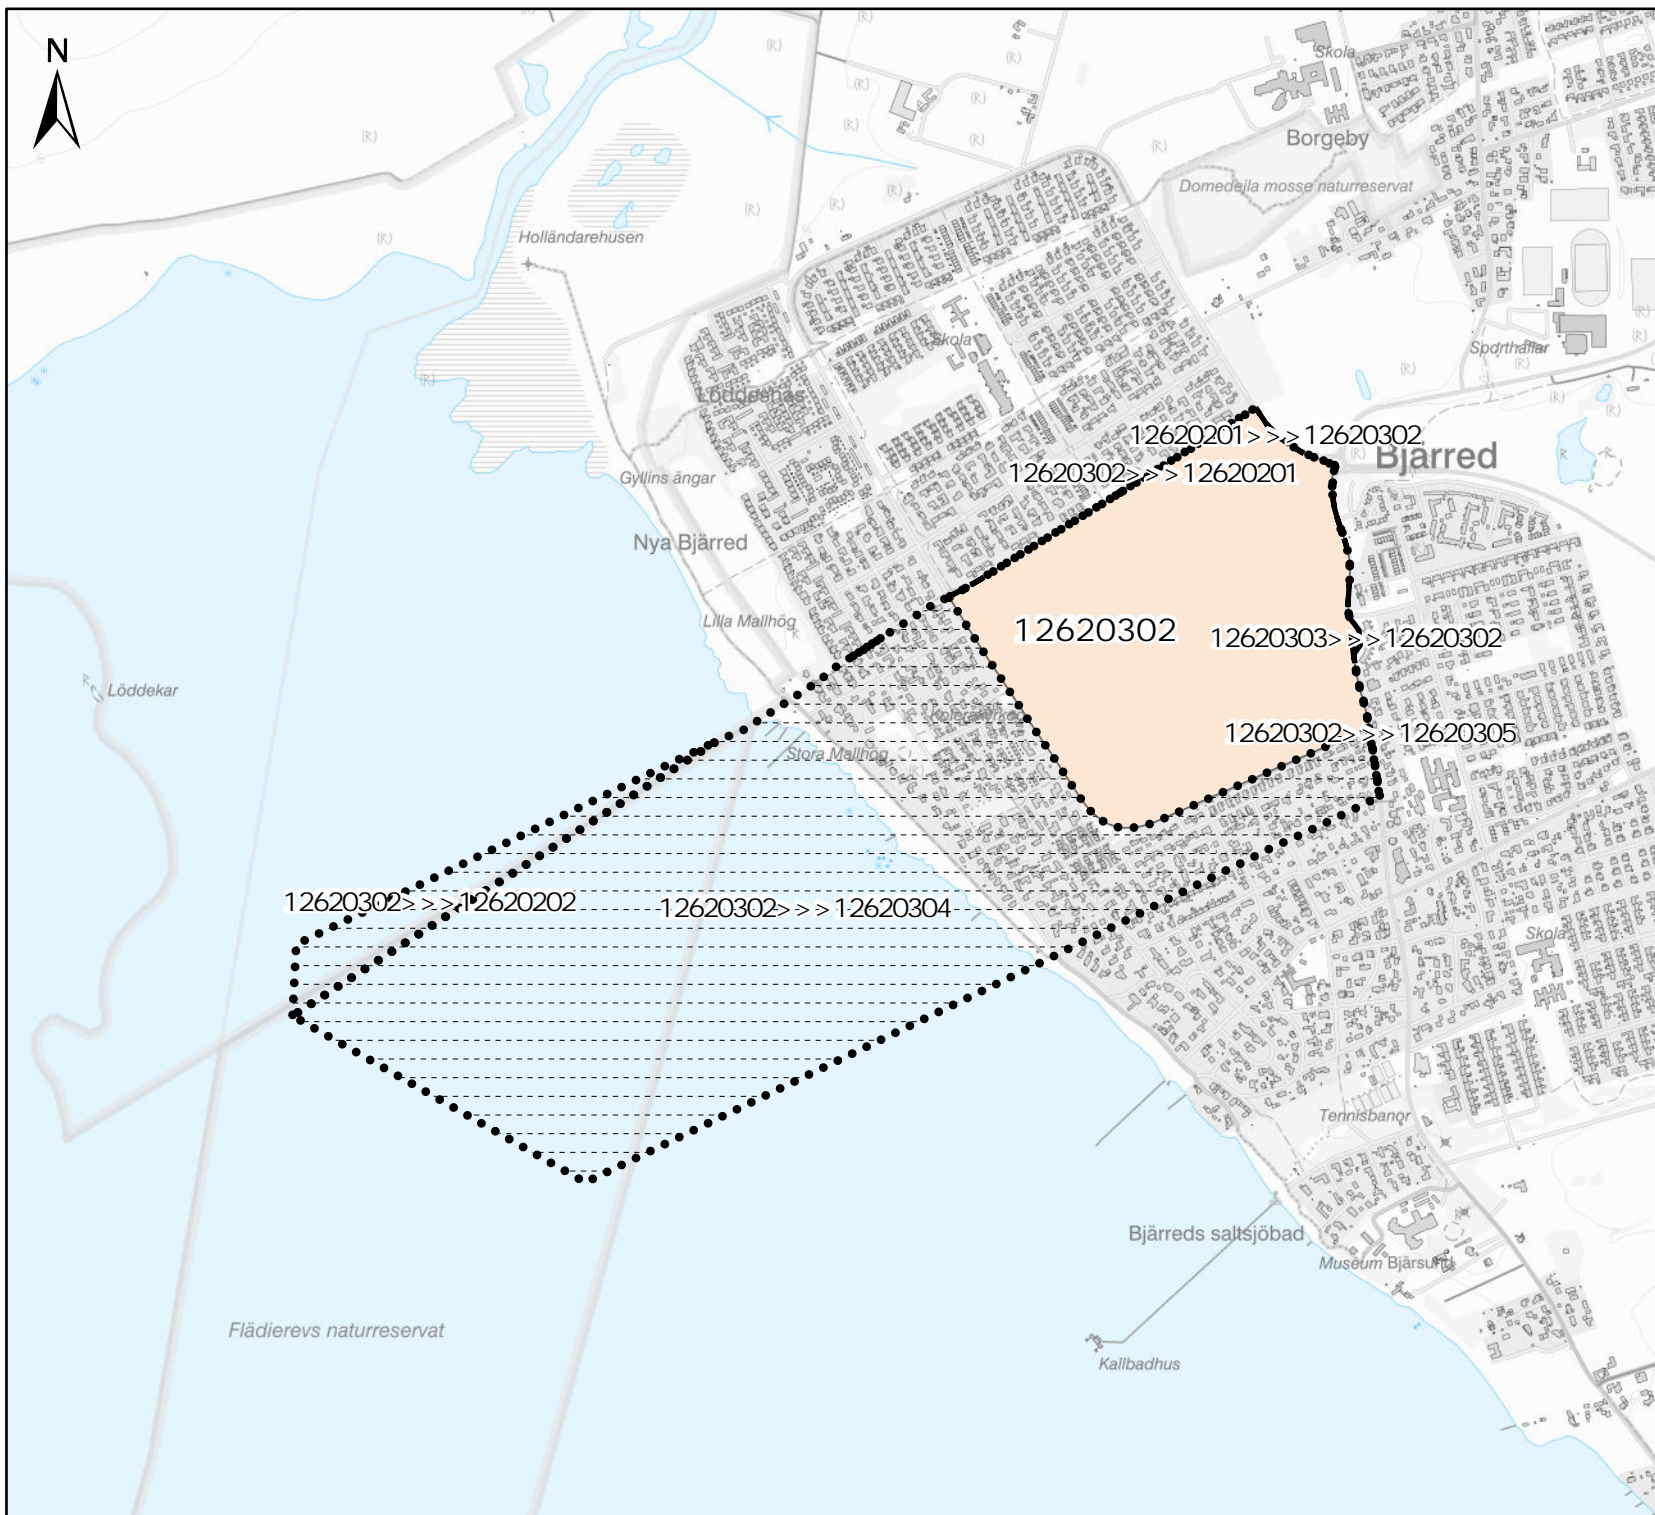 N
Skola
(R)
(R)
(R)
(R)
(R)
(R)
(R)
(R)
Borgeby
(R)
Domedejla mosse naturreservat
(R)
(R)
(R)
(R)
Holländarehusen
(R)
(R)
Skola
Sporthallar
(R)
(R)
(R)
(R)
Löddesnäs
(R)
(R)
12620201>>>12620302
(R)
Bjärred
R
R
12620302>>>12620201
Gyllins ängar
Nya Bjärred
Lilla Mallhög
12620302
12620303>>>12620302
R
Löddekar
12620302>>>12620305
Stora Mallhög
(R)
12620302>>>12620202
12620302>>>12620304
Skola
Tennisbanor
Bjärreds saltsjöbad
Museum Bjärsund
Flädierevs naturreservat
Kallbadhus